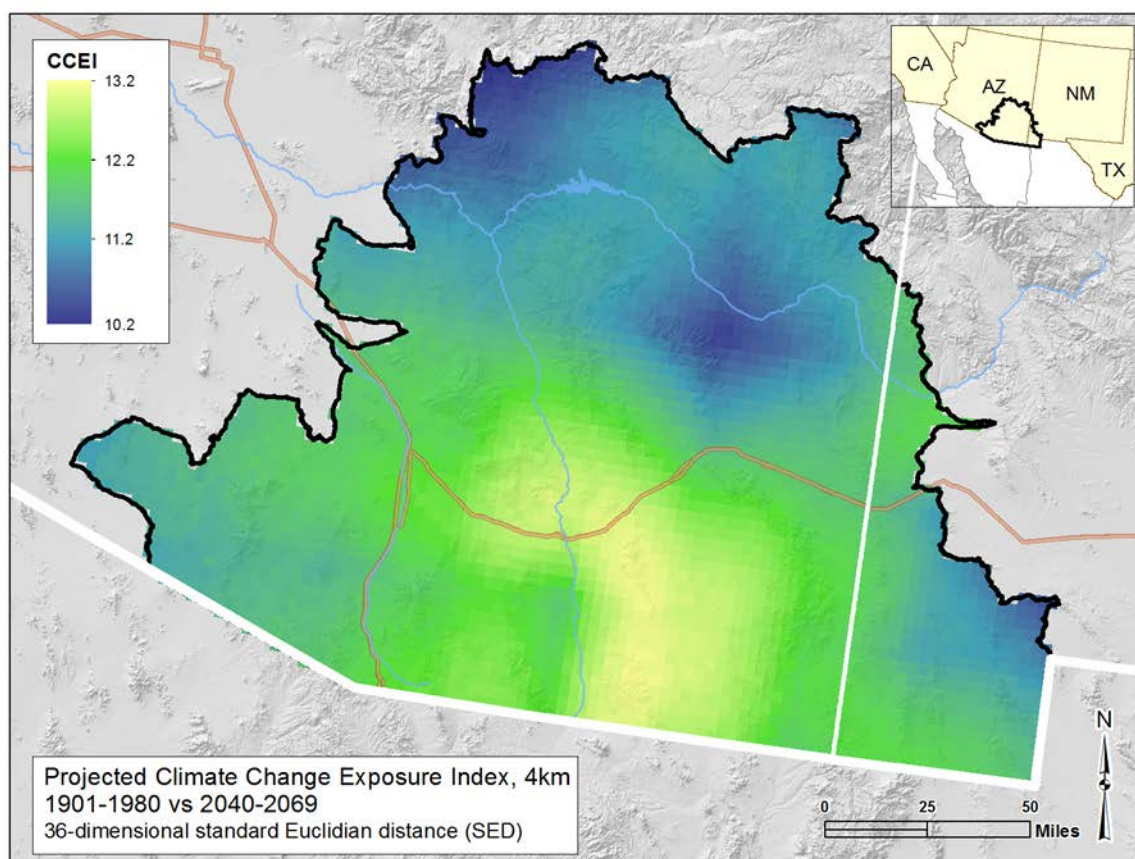 CCEI
13.2
12.2
11.2
10.2
CA
AZ
NM
TX
N
0 25 50
Miles
Projected Climate Change Exposure Index, 4km
1901-1980 vs 2040-2069
36-dimensional standard Euclidian distance (SED)